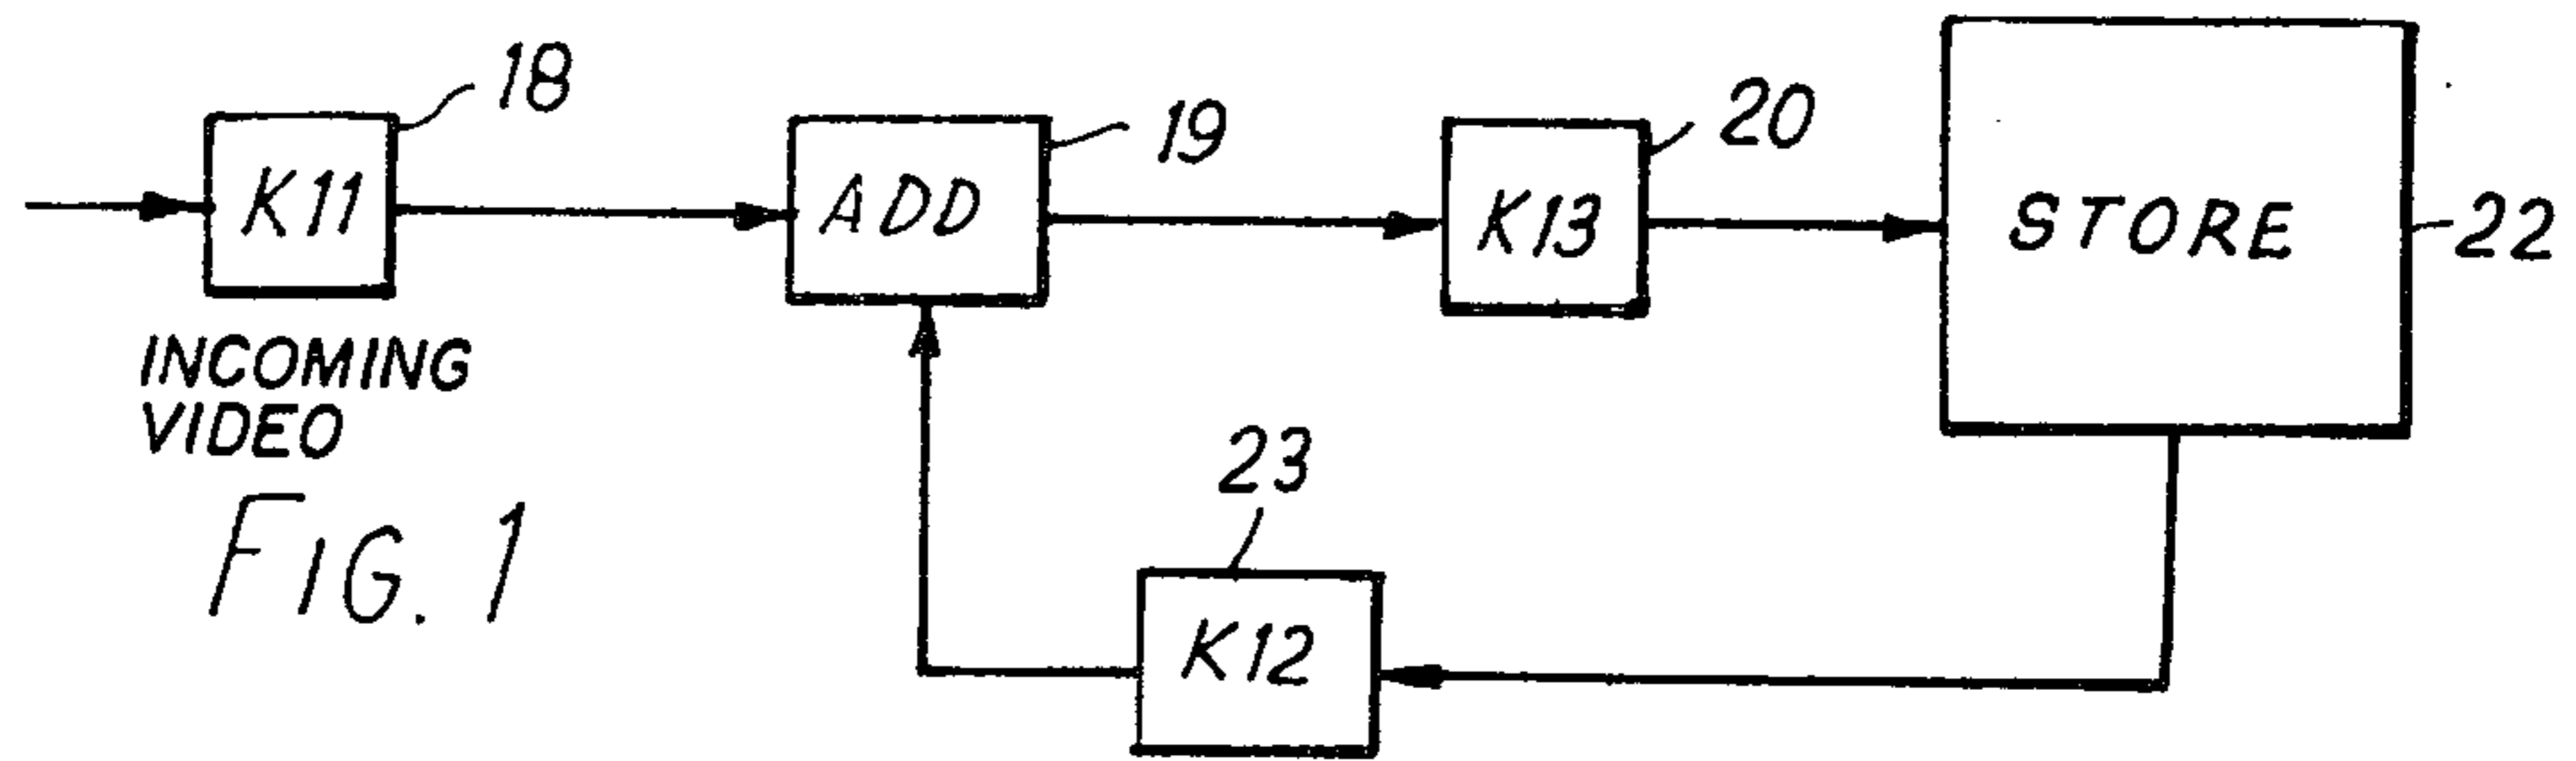 18
K11
19
ADD
20
K13
STORE
22
INCOMING
VIDEO
23
K12
FIG. 1